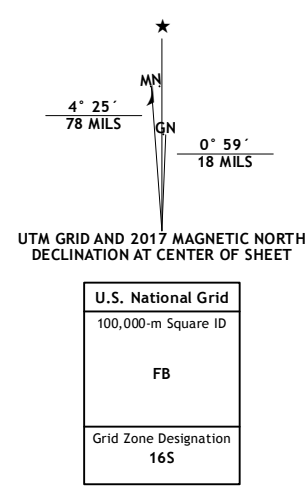 ★
MN
4° 25´
78 MILS
GN
0° 59´
18 MILS
UTM GRID AND 2017 MAGNETIC NORTH
DECLINATION AT CENTER OF SHEET
U.S. National Grid
100,000-m Square ID
FB
Grid Zone Designation
16S